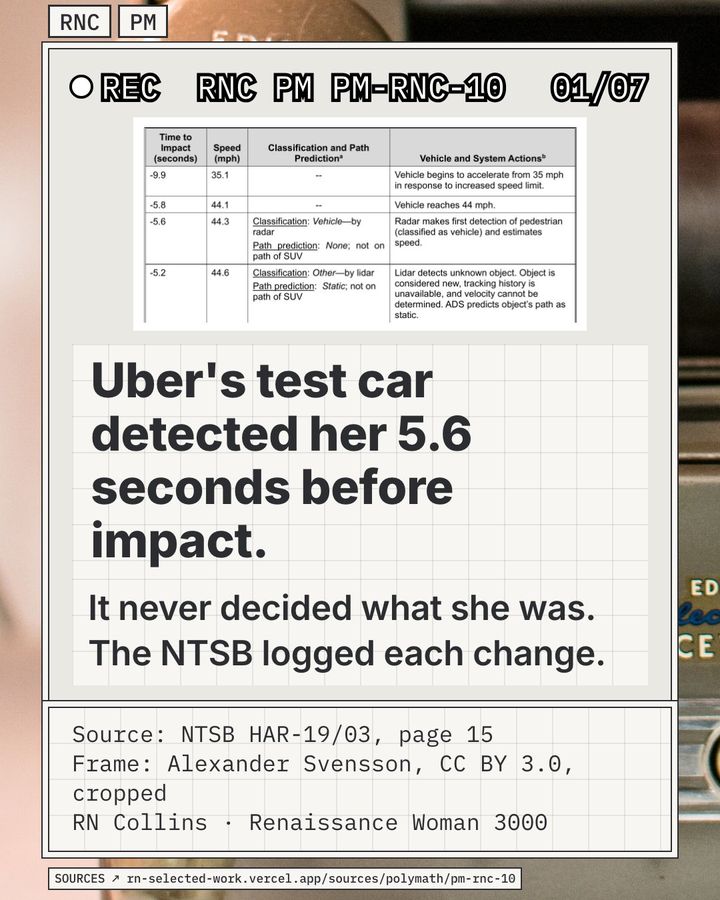 RNC PM
REC RNC PM PM-RNC-10 01/07
Time to Impact (seconds) Speed (mph) Classification and Path Predictionᵃ Vehicle and System Actionsᵇ
-9.9 35.1 -- Vehicle begins to accelerate from 35 mph
in response to increased speed limit.
-5.8 44.1 -- Vehicle reaches 44 mph.
-5.6 44.3 Classification: Vehicle—by radar
Path prediction: None; not on path of SUV
Radar makes first detection of pedestrian
(classified as vehicle) and estimates
speed.
-5.2 44.6 Classification: Other—by lidar
Path prediction: Static; not on path of SUV
Lidar detects unknown object. Object is
considered new, tracking history is
unavailable, and velocity cannot be
determined. ADS predicts object's path as
static.
Uber's test car
detected her 5.6
seconds before
impact.
It never decided what she was.
The NTSB logged each change.
Source: NTSB HAR-19/03, page 15
Frame: Alexander Svensson, CC BY 3.0,
cropped
RN Collins · Renaissance Woman 3000
SOURCES ↗ rn-selected-work.vercel.app/sources/polymath/pm-rnc-10